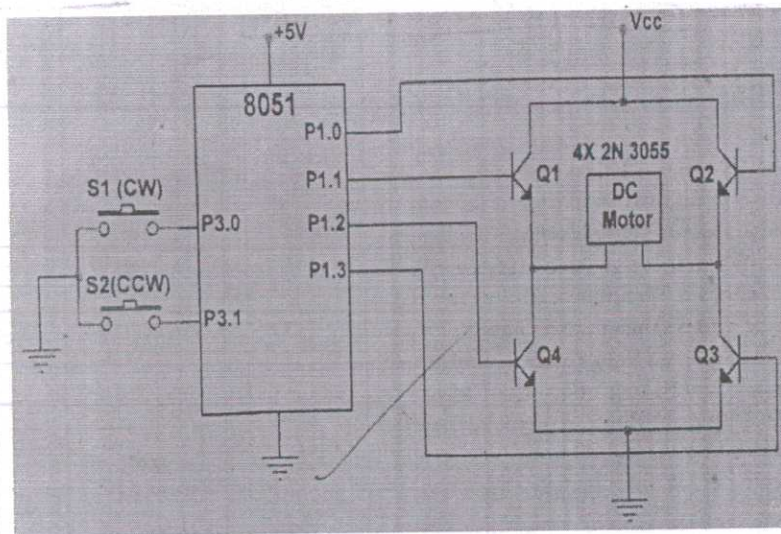 +5V
Vcc
8051
P1.0
4X 2N 3055
S1 (CW)
P1.1
Q1
DC
Motor
Q2
P3.0
P1.2
S2(CCW)
P1.3
P3.1
Q4
Q3